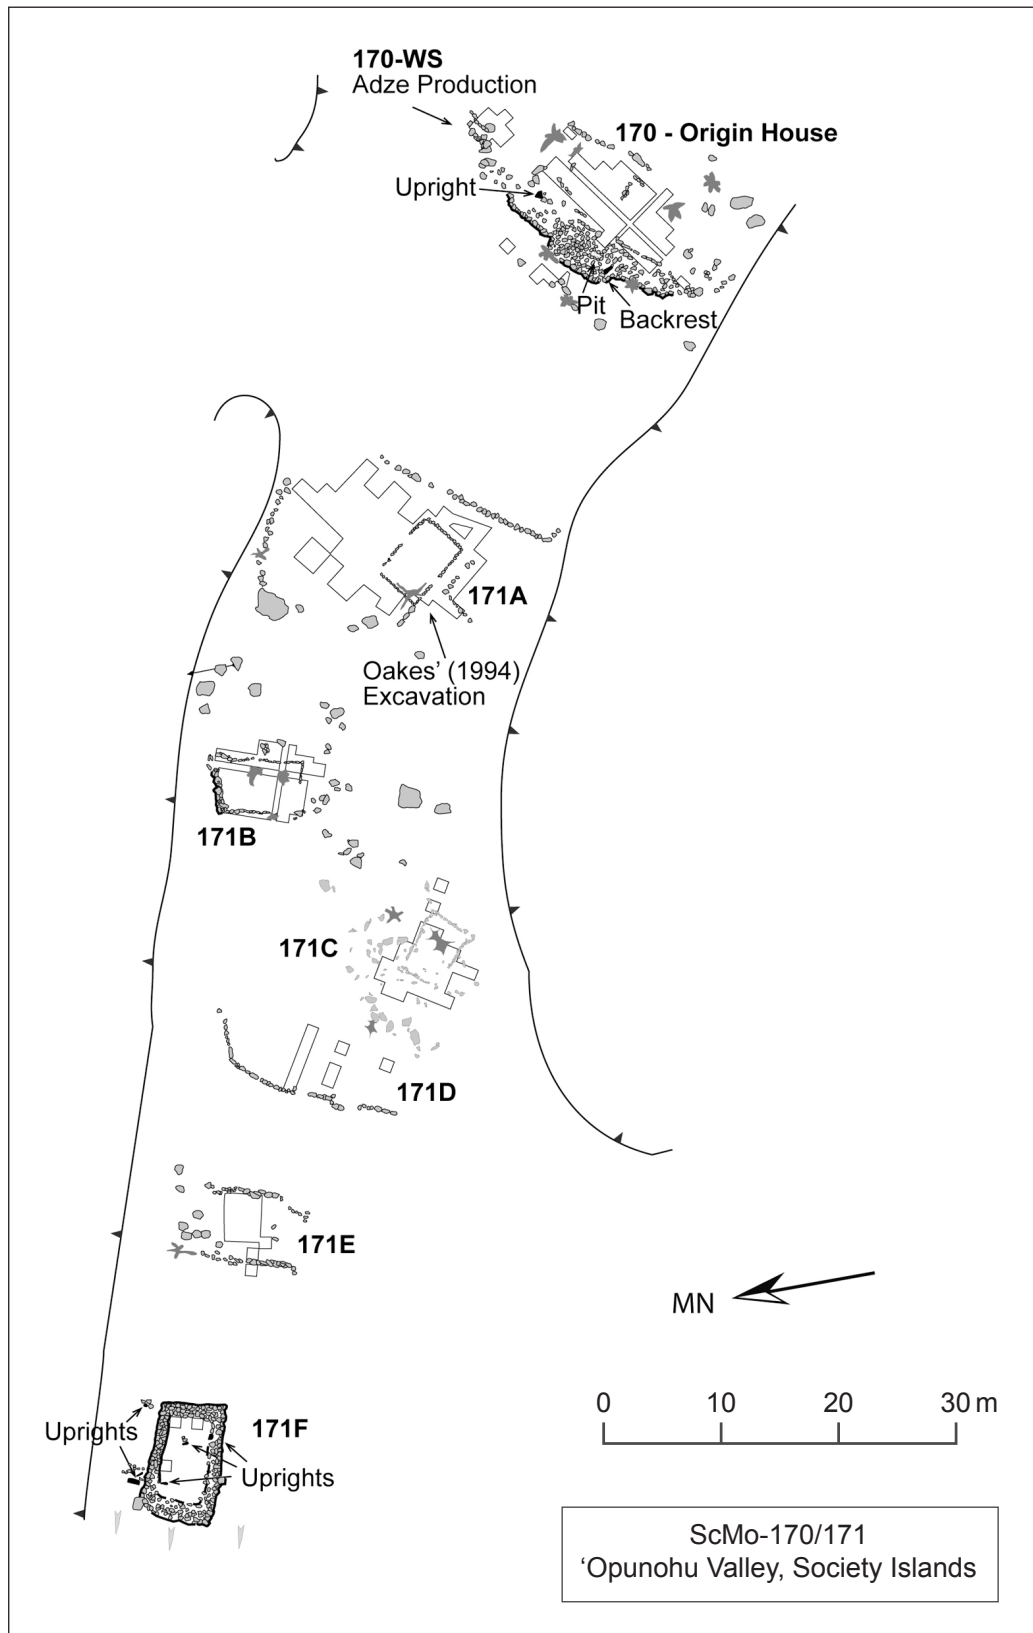 170-WS
Adze Production
170 - Origin House
Upright
Pit
Backrest
171A
Oakes’ (1994)
Excavation
171B
171C
171D
171E
MN
0 10 20 30 m
171F
Uprights
Uprights
ScMo-170/171
‘Opunohu Valley, Society Islands